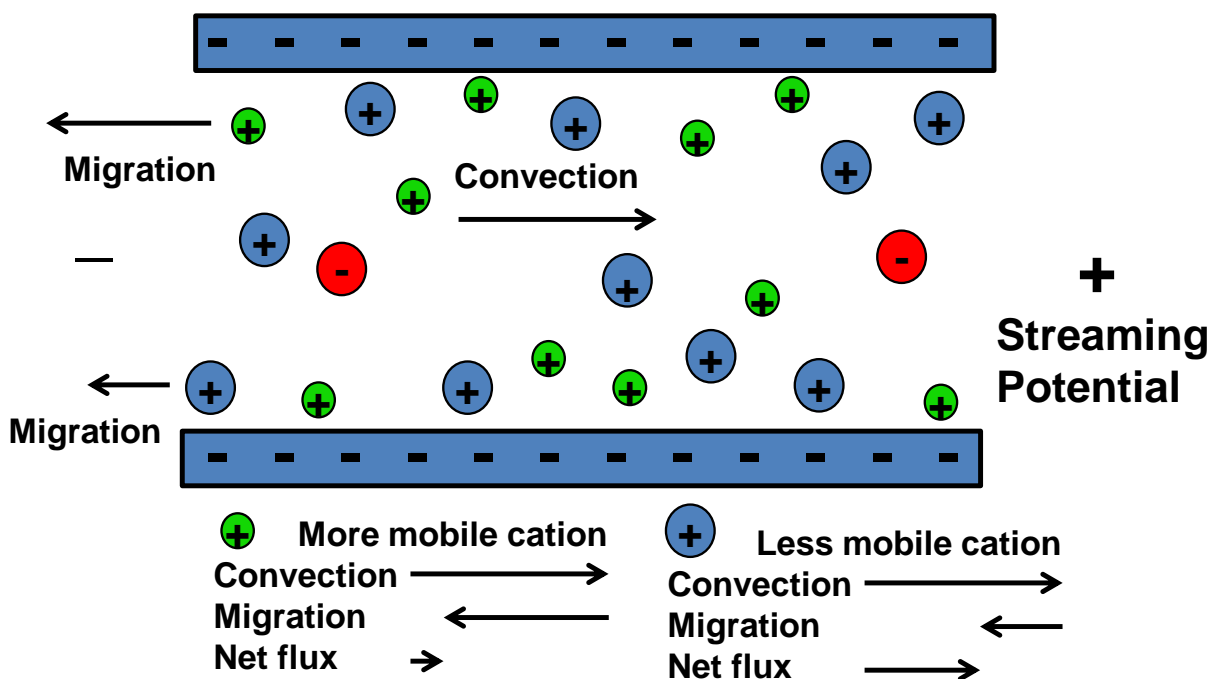 - - - - - - - - - - - -
+ + + + + + + +
Migration
Convection
+ +
+ - + - +
— +
+
Streaming
Potential
+ + + + + + + +
Migration
- - - - - - - - - - - -
+ More mobile cation
Convection
Migration
Net flux
+ Less mobile cation
Convection
Migration
Net flux